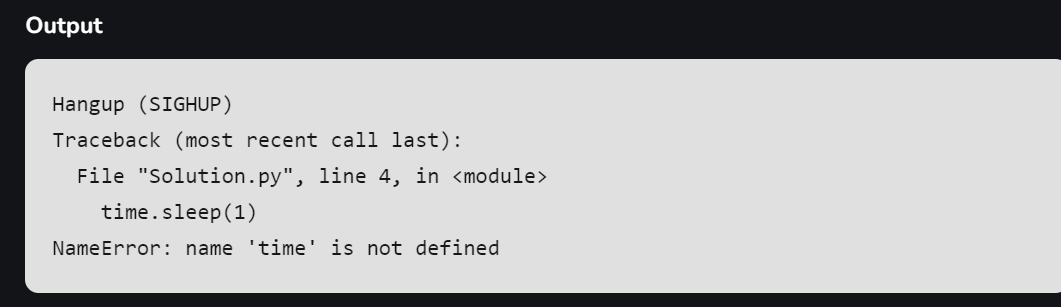 Output
Hangup (SIGHUP)
Traceback (most recent call last):
  File "Solution.py", line 4, in <module>
    time.sleep(1)
NameError: name 'time' is not defined